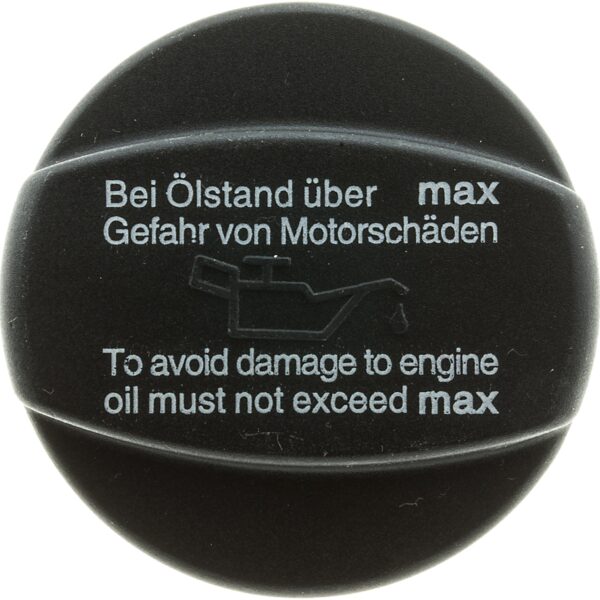 Bei Ölstand über max
Gefahr von Motorschäden
To avoid damage to engine
oil must not exceed max